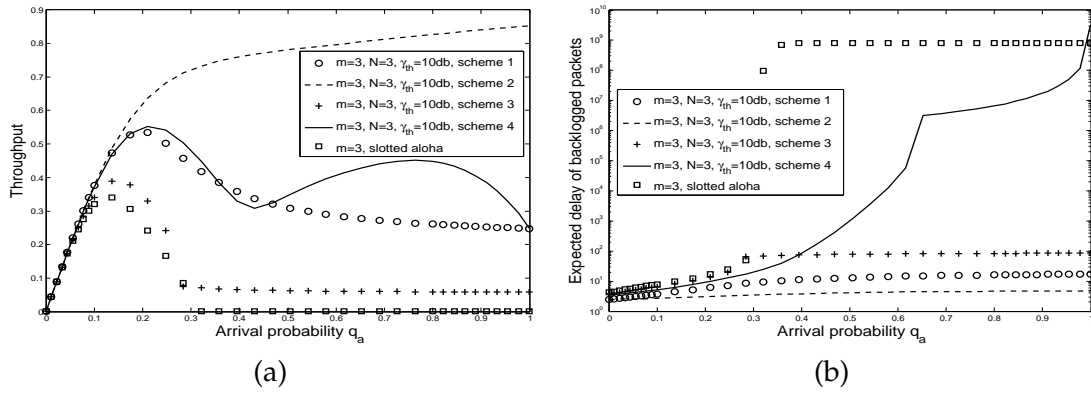 0.9
0.8
0.7
0.6
0.5
0.4
0.3
0.2
0.1
0
Throughput
m=3, N=3, γth=10db, scheme 1
m=3, N=3, γth=10db, scheme 2
m=3, N=3, γth=10db, scheme 3
m=3, N=3, γth=10db, scheme 4
m=3, slotted aloha
0 0.1 0.2 0.3 0.4 0.5 0.6 0.7 0.8 0.9 1
Arrival probability qa
(a)
10^10
10^9
10^8
10^7
10^6
10^5
10^4
10^3
10^2
10^1
10^0
Expected delay of backlogged packets
m=3, N=3, γth=10db, scheme 1
m=3, N=3, γth=10db, scheme 2
m=3, N=3, γth=10db, scheme 3
m=3, N=3, γth=10db, scheme 4
m=3, slotted aloha
0 0.1 0.2 0.3 0.4 0.5 0.6 0.7 0.8 0.9 1
Arrival probability qa
(b)